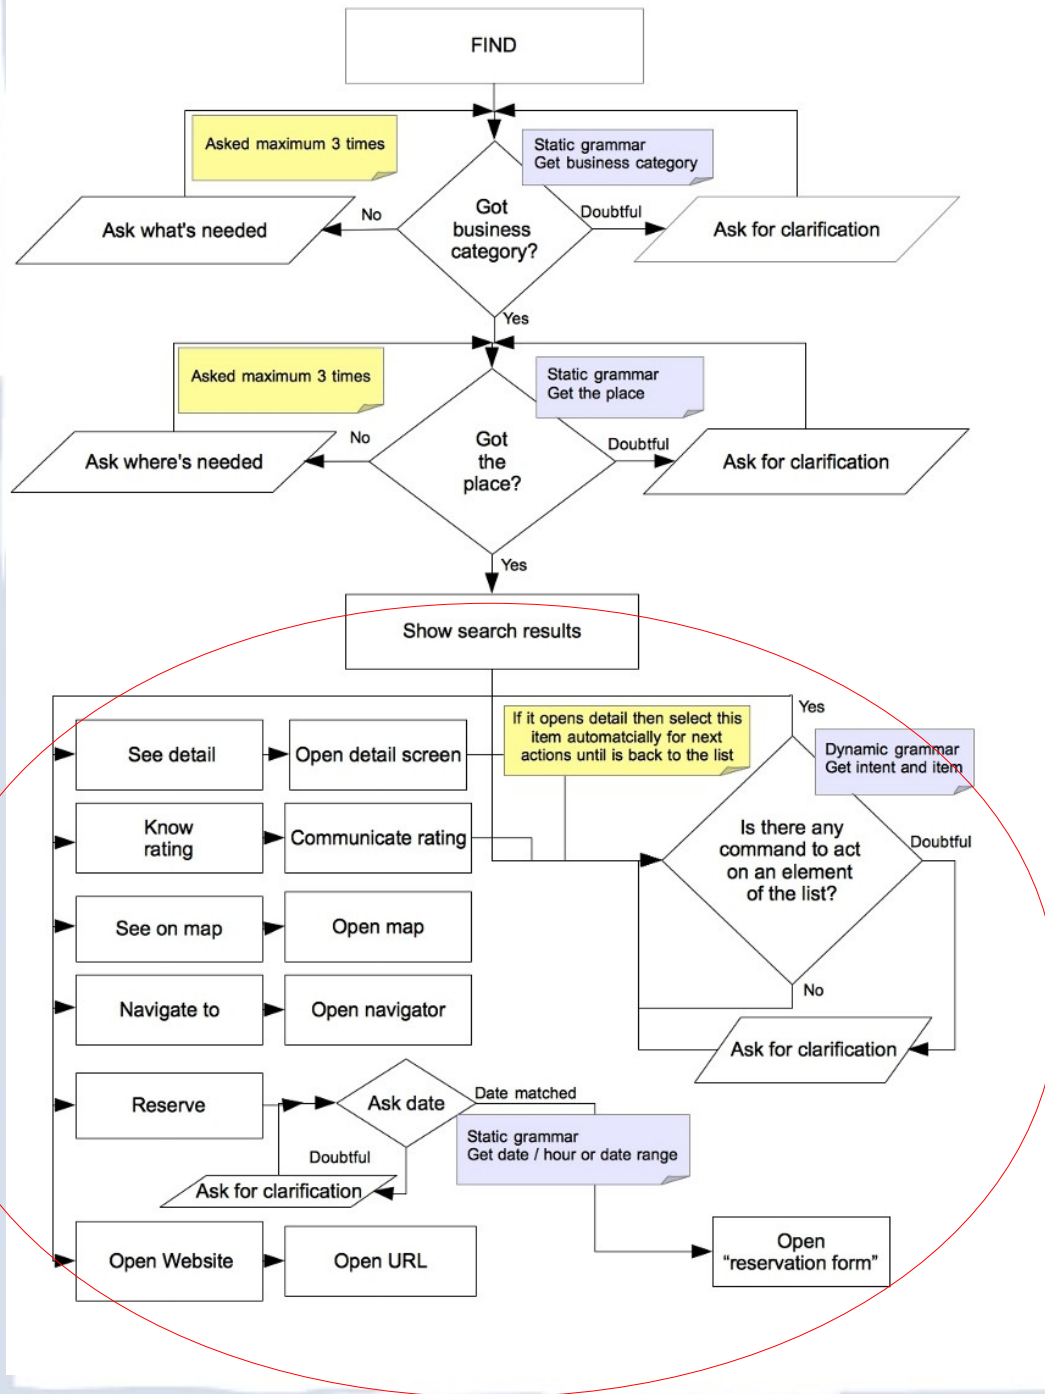 FIND
Asked maximum 3 times
Static grammar
Get business category
Ask what's needed
No
Got
business
category?
Doubtful
Ask for clarification
Yes
Asked maximum 3 times
Static grammar
Get the place
Ask where's needed
No
Got
the
place?
Doubtful
Ask for clarification
Yes
Show search results
Yes
If it opens detail then select this
item automatcially for next
actions until is back to the list
See detail
Open detail screen
Dynamic grammar
Get intent and item
Know
rating
Communicate rating
Is there any
command to act
on an element
of the list?
Doubtful
See on map
Open map
No
Navigate to
Open navigator
Ask for clarification
Reserve
Ask date
Date matched
Static grammar
Get date / hour or date range
Doubtful
Ask for clarification
Open
“reservation form”
Open Website
Open URL